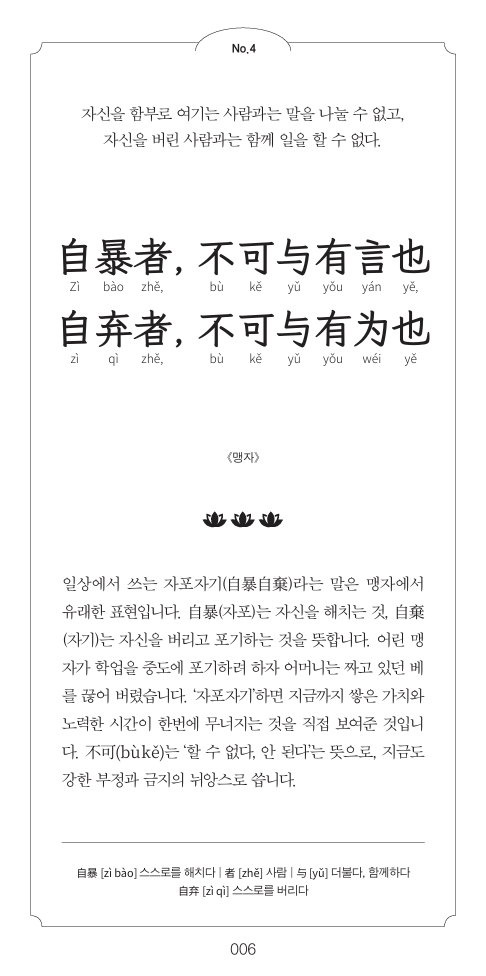 No.4
자신을 함부로 여기는 사람과는 말을 나눌 수 없고,
자신을 버린 사람과는 함께 일을 할 수 없다.
自暴者, 不可与有言也
Zì bào zhě, bù kě yǔ yǒu yán yě,
自弃者, 不可与有为也
zì qì zhě, bù kě yǔ yǒu wéi yě
《맹자》
일상에서 쓰는 자포자기(自暴自棄)라는 말은 맹자에서
유래한 표현입니다. 自暴(자포)는 자신을 해치는 것, 自棄
(자기)는 자신을 버리고 포기하는 것을 뜻합니다. 어린 맹
자가 학업을 중도에 포기하려 하자 어머니는 짜고 있던 베
를 끊어 버렸습니다. ‘자포자기’하면 지금까지 쌓은 가치와
노력한 시간이 한번에 무너지는 것을 직접 보여준 것입니
다. 不可(bùkě)는 ‘할 수 없다, 안 된다’는 뜻으로, 지금도
강한 부정과 금지의 뉘앙스로 씁니다.
自暴 [zì bào] 스스로를 해치다 | 者 [zhě] 사람 | 与 [yǔ] 더불다, 함께하다
自弃 [zì qì] 스스로를 버리다
006